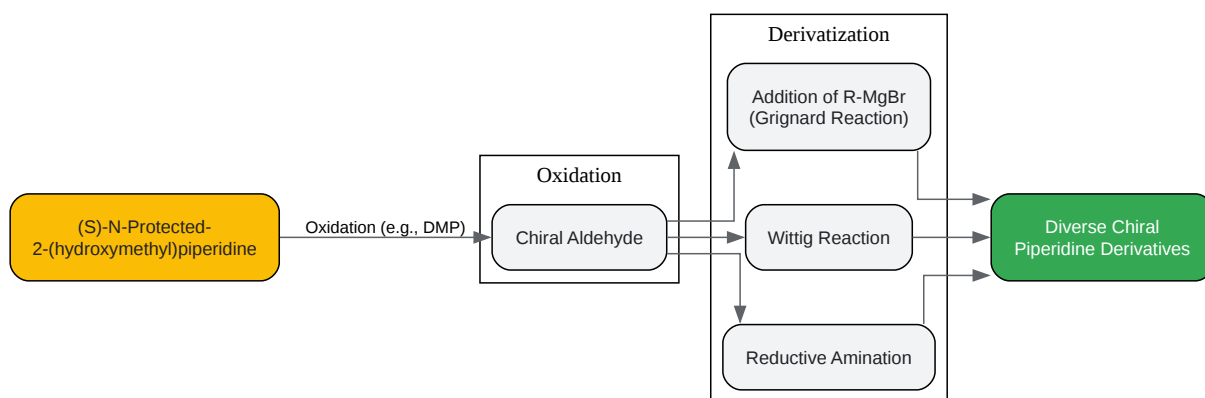 (S)-N-Protected-
2-(hydroxymethyl)piperidine
Oxidation (e.g., DMP)
Oxidation
Chiral Aldehyde
Derivatization
Addition of R-MgBr
(Grignard Reaction)
Wittig Reaction
Reductive Amination
Diverse Chiral
Piperidine Derivatives